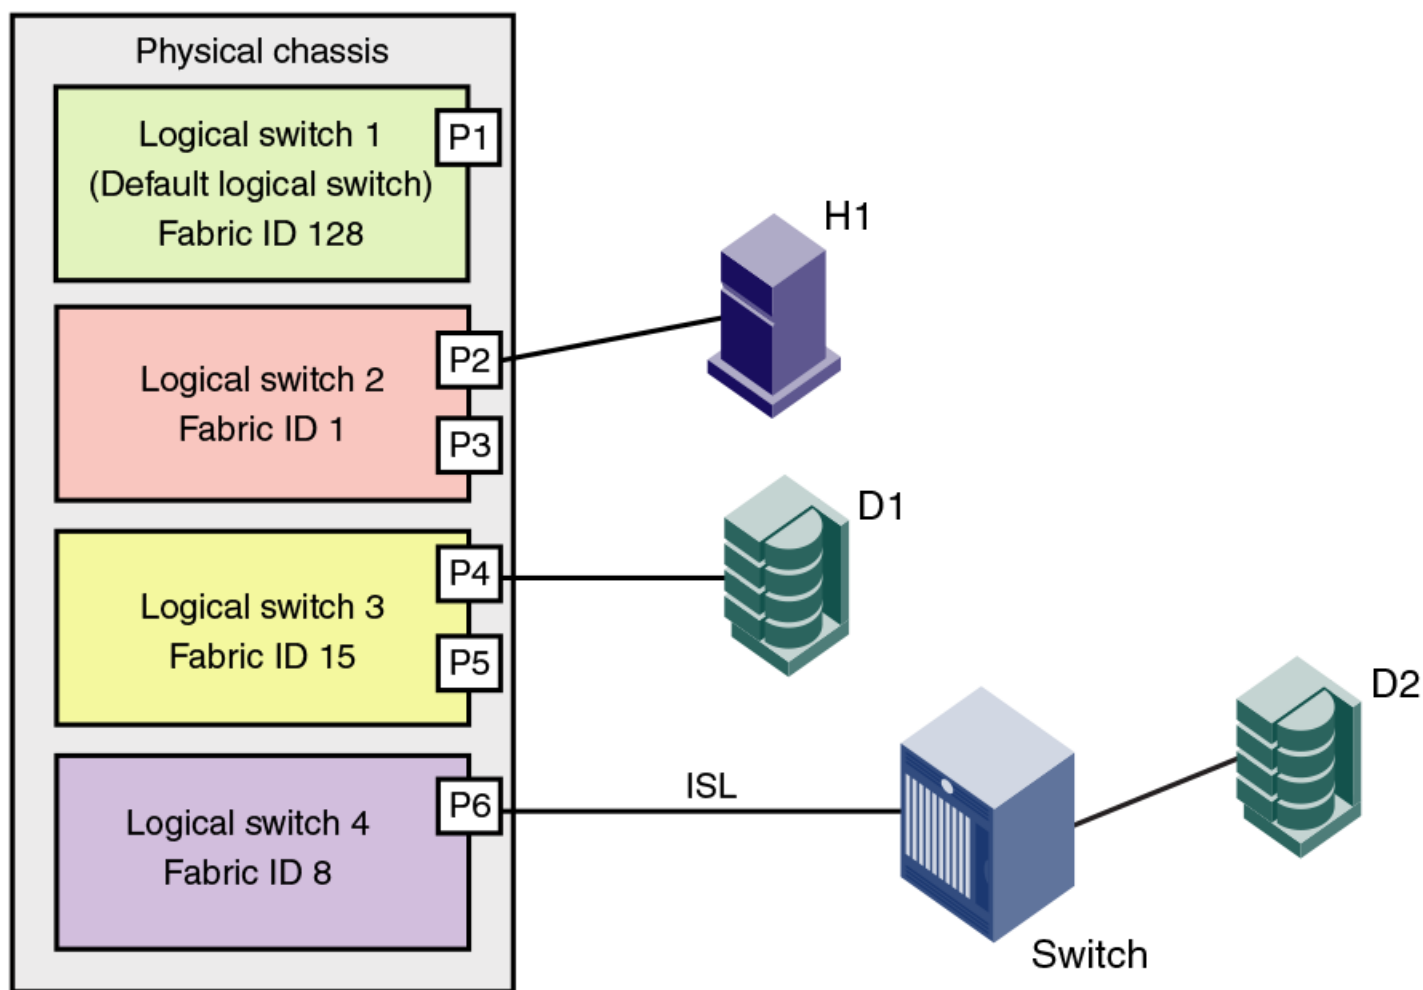 Physical chassis
Logical switch 1
(Default logical switch)
Fabric ID 128
P1
Logical switch 2
Fabric ID 1
P2
P3
Logical switch 3
Fabric ID 15
P4
P5
Logical switch 4
Fabric ID 8
P6
H1
D1
ISL
Switch
D2